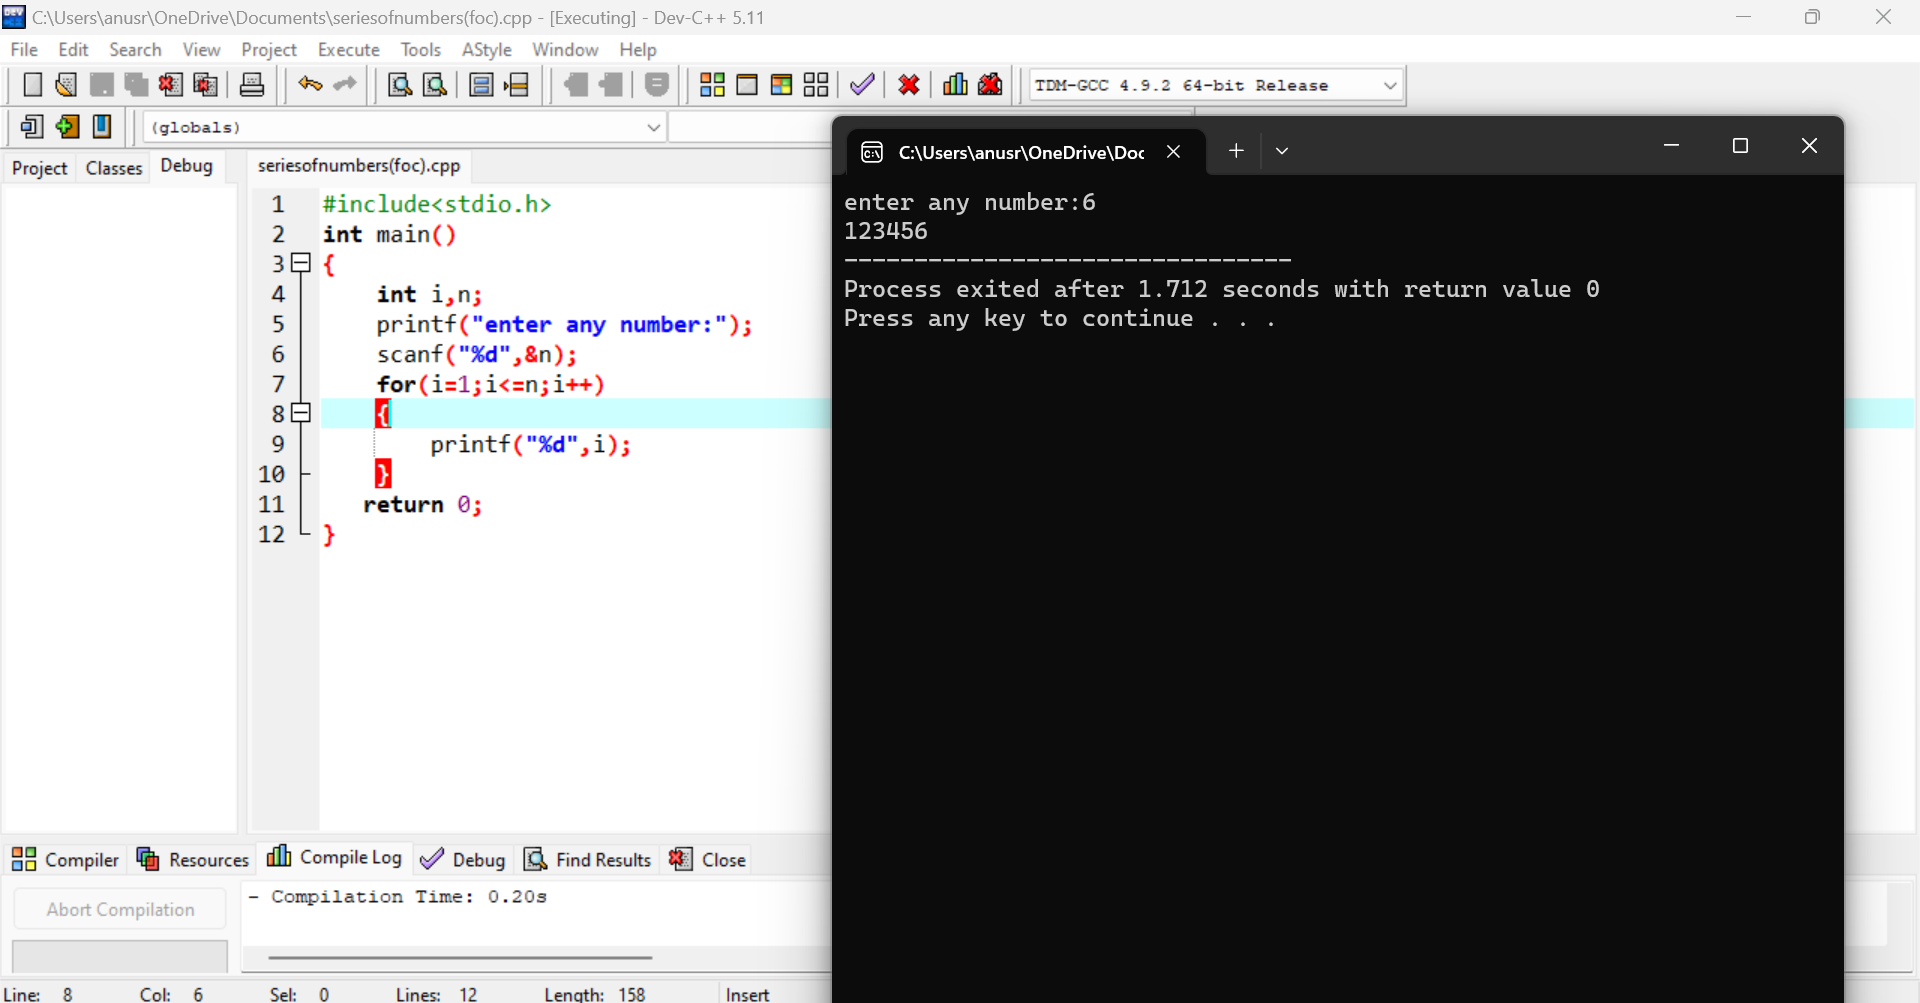 C:\Users\anusr\OneDrive\Documents\seriesofnumbers(foc).cpp - [Executing] - Dev-C++ 5.11
File Edit Search View Project Execute Tools AStyle Window Help
TDM-GCC 4.9.2 64-bit Release
(globals)
Project Classes Debug
seriesofnumbers(foc).cpp
1 #include<stdio.h>
2 int main()
3 {
4 int i,n;
5 printf("enter any number:");
6 scanf("%d",&n);
7 for(i=1;i<=n;i++)
8 {
9 printf("%d",i);
10 }
11 return 0;
12 }
C:\Users\anusr\OneDrive\Doc
enter any number:6
123456
--------------------------------
Process exited after 1.712 seconds with return value 0
Press any key to continue . . .
Compiler Resources Compile Log Debug Find Results Close
Abort Compilation
- Compilation Time: 0.20s
Line: 8 Col: 6 Sel: 0 Lines: 12 Length: 158 Insert